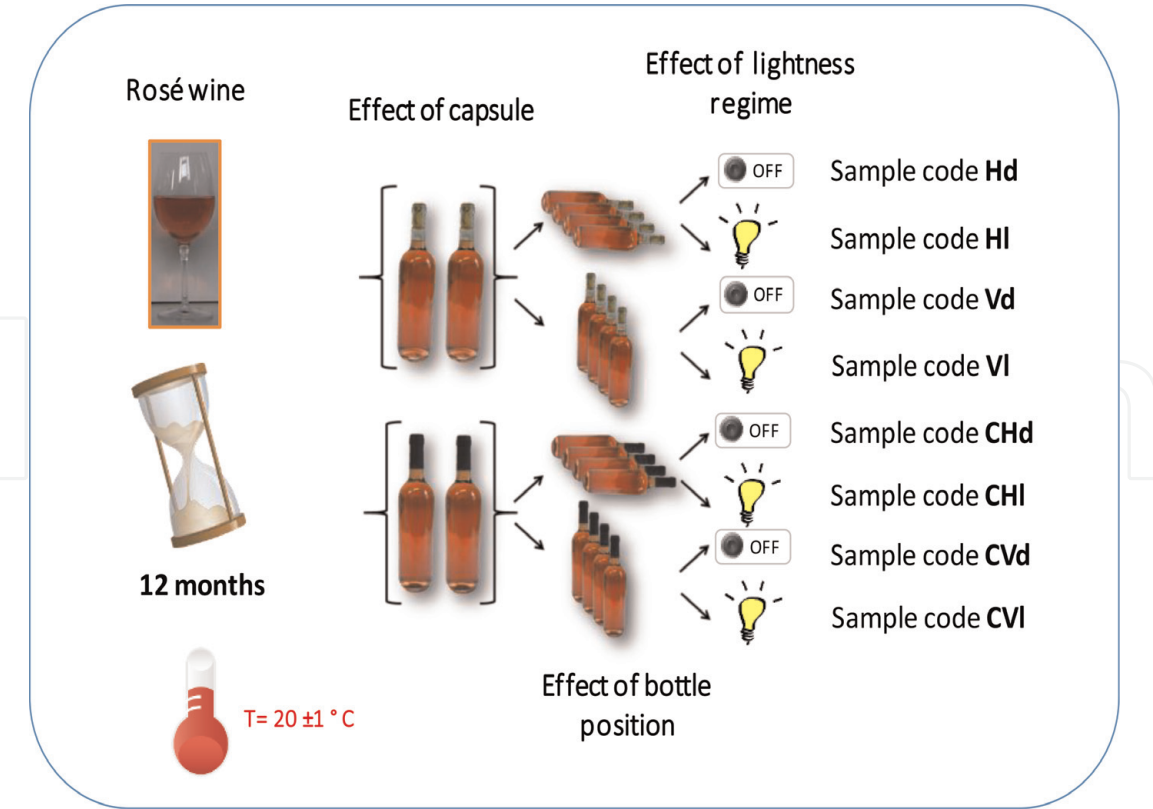 Rosé wine
Effect of capsule
Effect of lightness
regime
OFF
Sample code Hd
Sample code Hl
OFF
Sample code Vd
Sample code Vl
OFF
Sample code CHd
Sample code CHl
OFF
Sample code CVd
Sample code CVl
12 months
Effect of bottle
position
T= 20 ±1 ° C